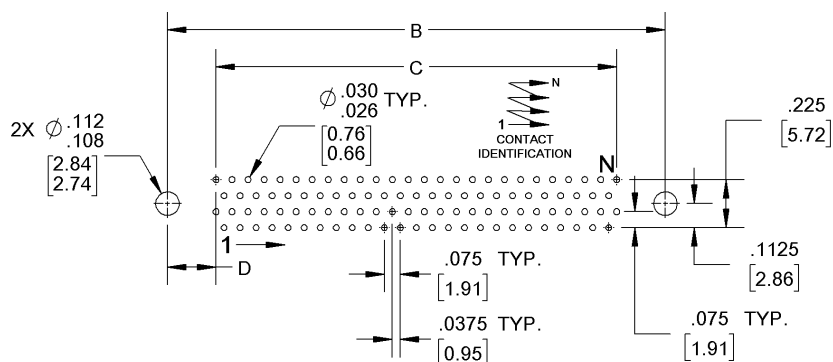 B
C
N
Ø .030
.026 TYP.
[0.76]
[0.66]
1
CONTACT
IDENTIFICATION
.225
[5.72]
2X Ø .112
.108
[2.84]
[2.74]
N
1
D
.075 TYP.
[1.91]
.1125
[2.86]
.0375 TYP.
[0.95]
.075 TYP.
[1.91]